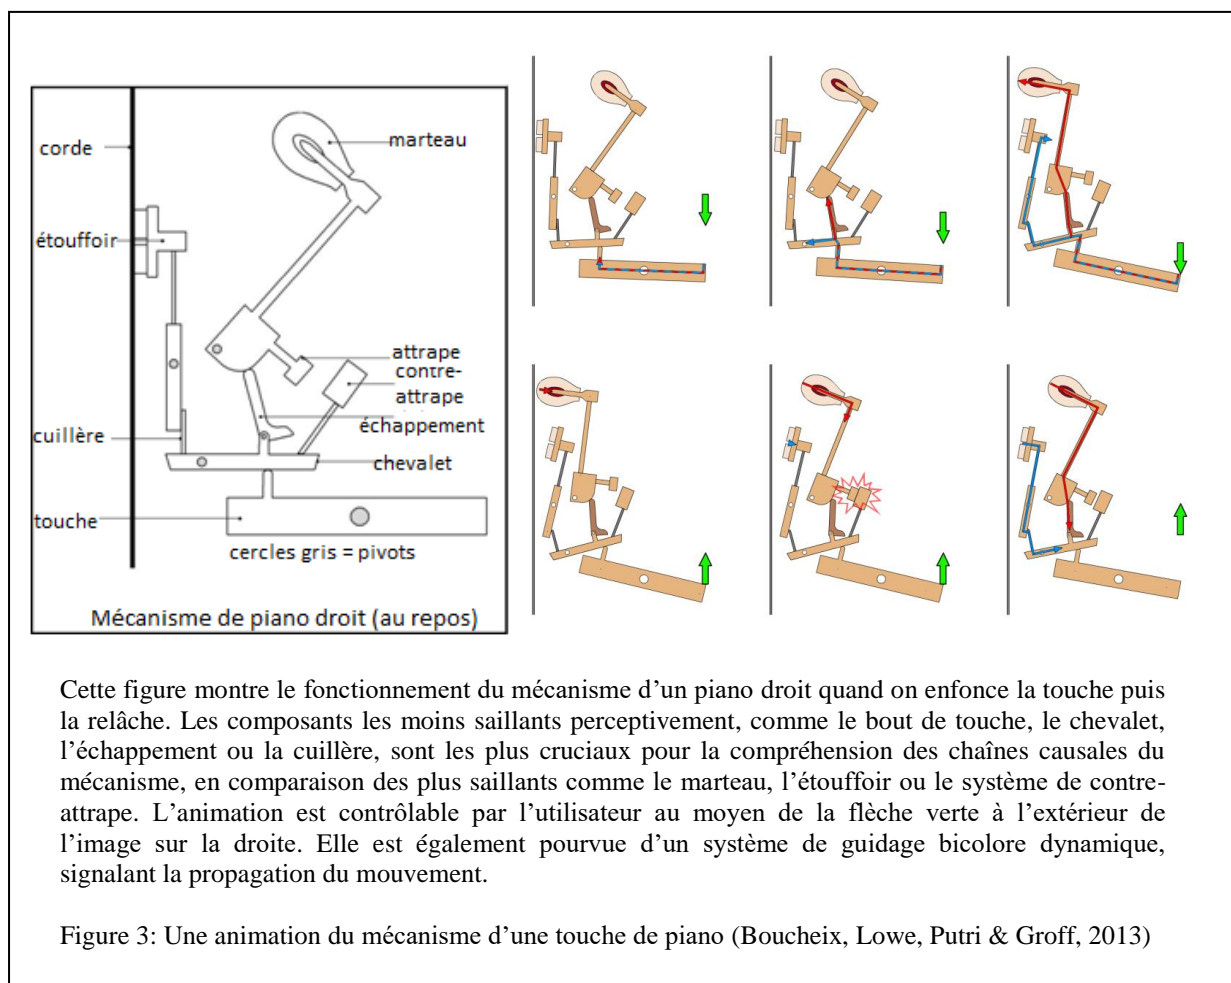 corde
marteau
étouffoir
attrape
contre-
attrape
échappement
cuillère
chevalet
touche
cercles gris = pivots
Mécanisme de piano droit (au repos)
Cette figure montre le fonctionnement du mécanisme d’un piano droit quand on enfonce la touche puis
la relâche. Les composants les moins saillants perceptivement, comme le bout de touche, le chevalet,
l’échappement ou la cuillère, sont les plus cruciaux pour la compréhension des chaînes causales du
mécanisme, en comparaison des plus saillants comme le marteau, l’étouffoir ou le système de contre-
attrape. L’animation est contrôlable par l’utilisateur au moyen de la flèche verte à l’extérieur de
l’image sur la droite. Elle est également pourvue d’un système de guidage bicolore dynamique,
signalant la propagation du mouvement.
Figure 3: Une animation du mécanisme d’une touche de piano (Boucheix, Lowe, Putri & Groff, 2013)